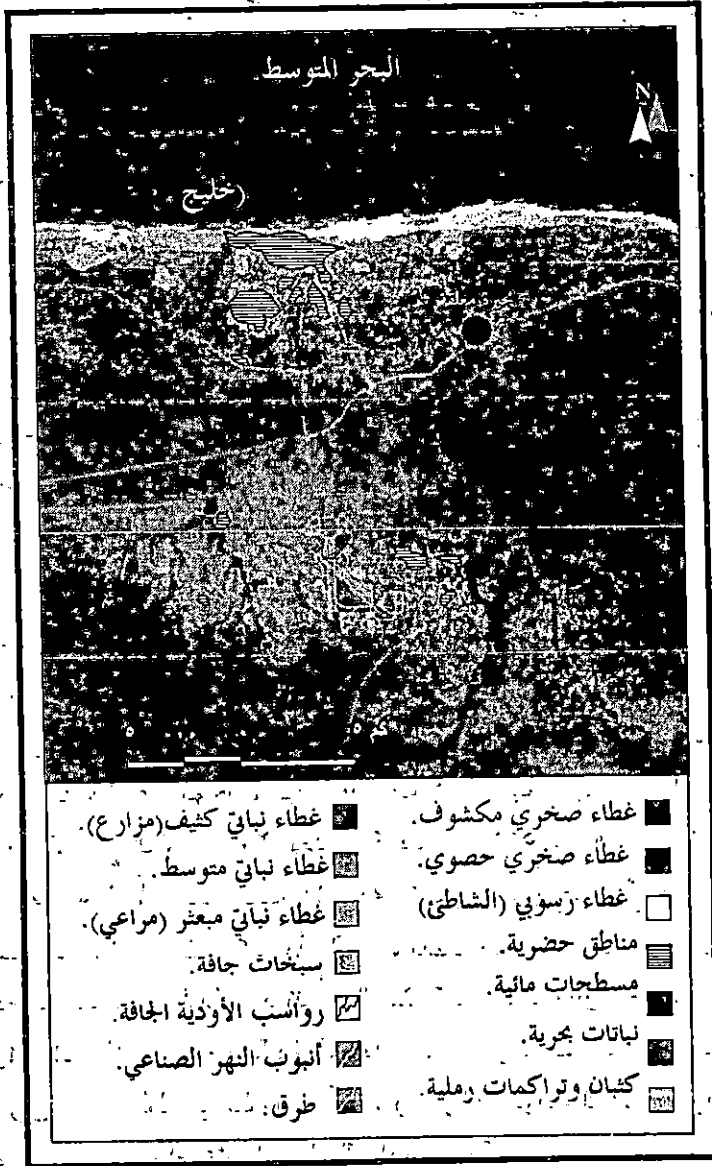 البحر المتوسط
N
(خليج
٥
٥ كم
غطاء صخري مكشوف.
غطاء صخري حصوي.
غطاء رسوبي (الشاطئ)
مناطق حضرية.
مسطحات مائية.
نباتات بحرية.
كثبان وتراكمات رملية.
غطاء نباتي كثيف (مزارع).
غطاء نباتي متوسط.
غطاء نباتي مبعثر (مراعي).
سبخات جافة.
رواسب الأودية الجافة.
أنبوب النهر الصناعي.
طرق: